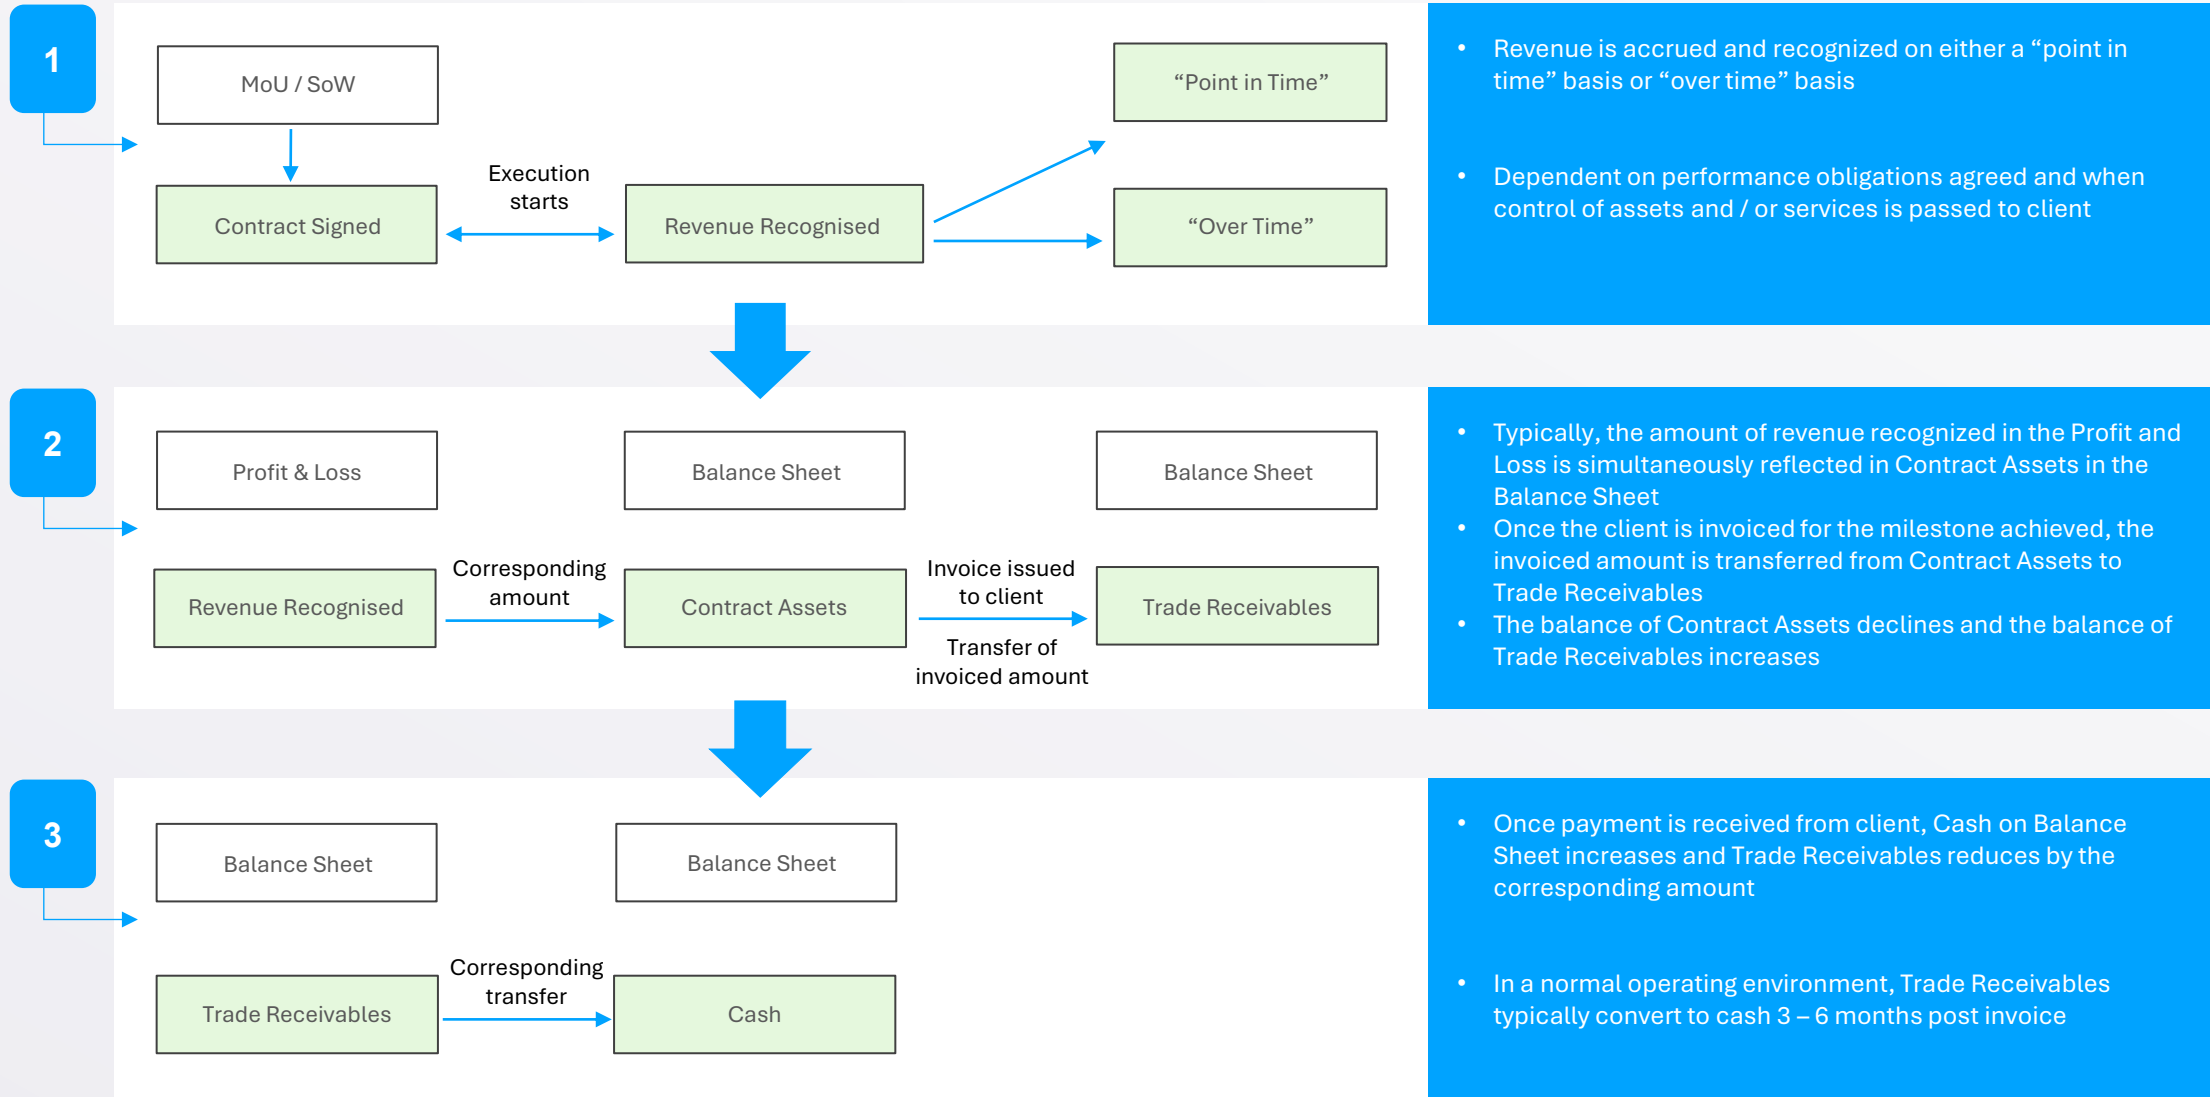 1
MoU / SoW
Contract Signed
Execution
starts
Revenue Recognised
“Point in Time”
“Over Time”
• Revenue is accrued and recognized on either a “point in
time” basis or “over time” basis
• Dependent on performance obligations agreed and when
control of assets and / or services is passed to client
2
Profit & Loss
Balance Sheet
Balance Sheet
Revenue Recognised
Corresponding
amount
Contract Assets
Invoice issued
to client
Transfer of
invoiced amount
Trade Receivables
• Typically, the amount of revenue recognized in the Profit and
Loss is simultaneously reflected in Contract Assets in the
Balance Sheet
• Once the client is invoiced for the milestone achieved, the
invoiced amount is transferred from Contract Assets to
Trade Receivables
• The balance of Contract Assets declines and the balance of
Trade Receivables increases
3
Balance Sheet
Balance Sheet
Trade Receivables
Corresponding
transfer
Cash
• Once payment is received from client, Cash on Balance
Sheet increases and Trade Receivables reduces by the
corresponding amount
• In a normal operating environment, Trade Receivables
typically convert to cash 3 – 6 months post invoice